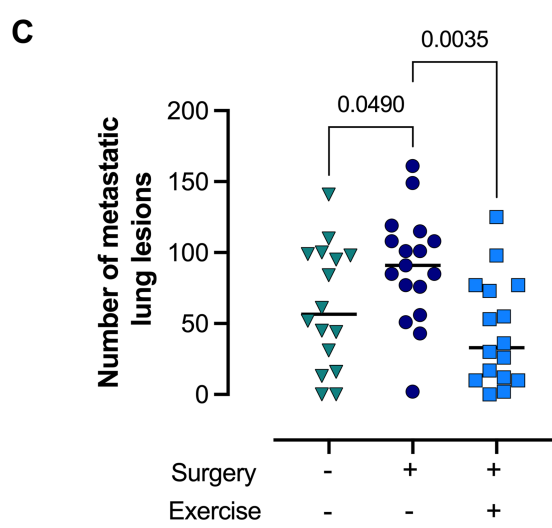 C
0.0035
0.0490
Number of metastatic
lung lesions
200
150
100
50
0
Surgery - + +
Exercise - - +